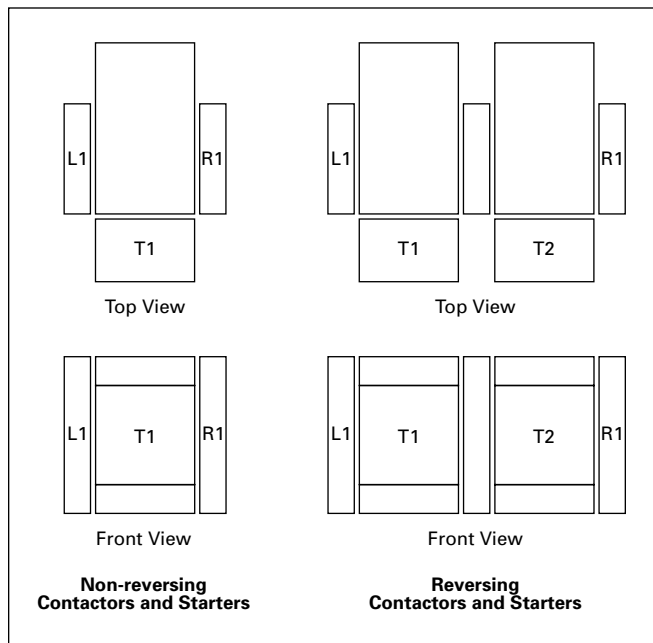 L1
R1
T1
Top View
L1
R1
T1
T2
Top View
L1
T1
R1
Front View
L1
T1
T2
R1
Front View
Non-reversing
Contactors and Starters
Reversing
Contactors and Starters